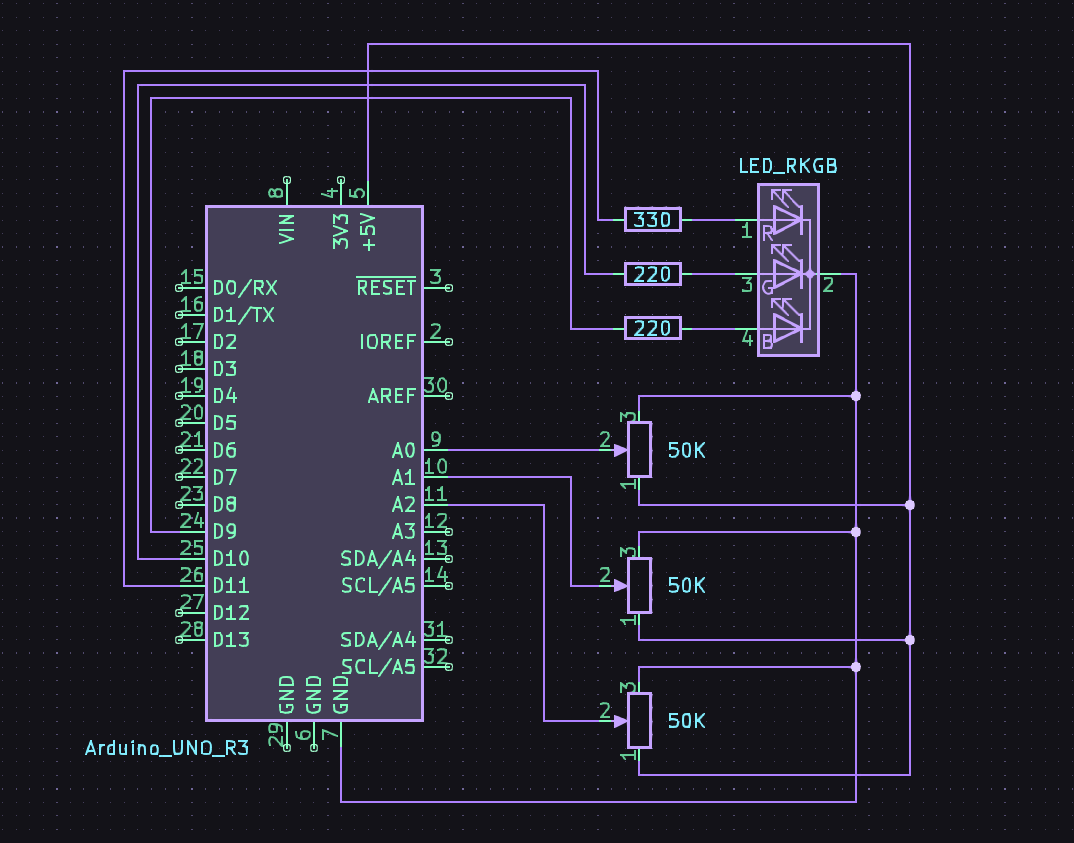 LED_RKGB
8 4 5
VIN 3V3 +5V
330 1 R
220 3 G 2
220 4 B
15 D0/RX RESET 3
16 D1/TX
17 D2 IOREF 2
18 D3
19 D4 AREF 30
20 D5
21 D6 A0 9
22 D7 A1 10
23 D8 A2 11
24 D9 A3 12
25 D10 SDA/A4 13
26 D11 SCL/A5 14
27 D12
28 D13 SDA/A4 31
SCL/A5 32
GND GND GND
29 6 7
Arduino_UNO_R3
3
2 50K
1
3
2 50K
1
3
2 50K
1